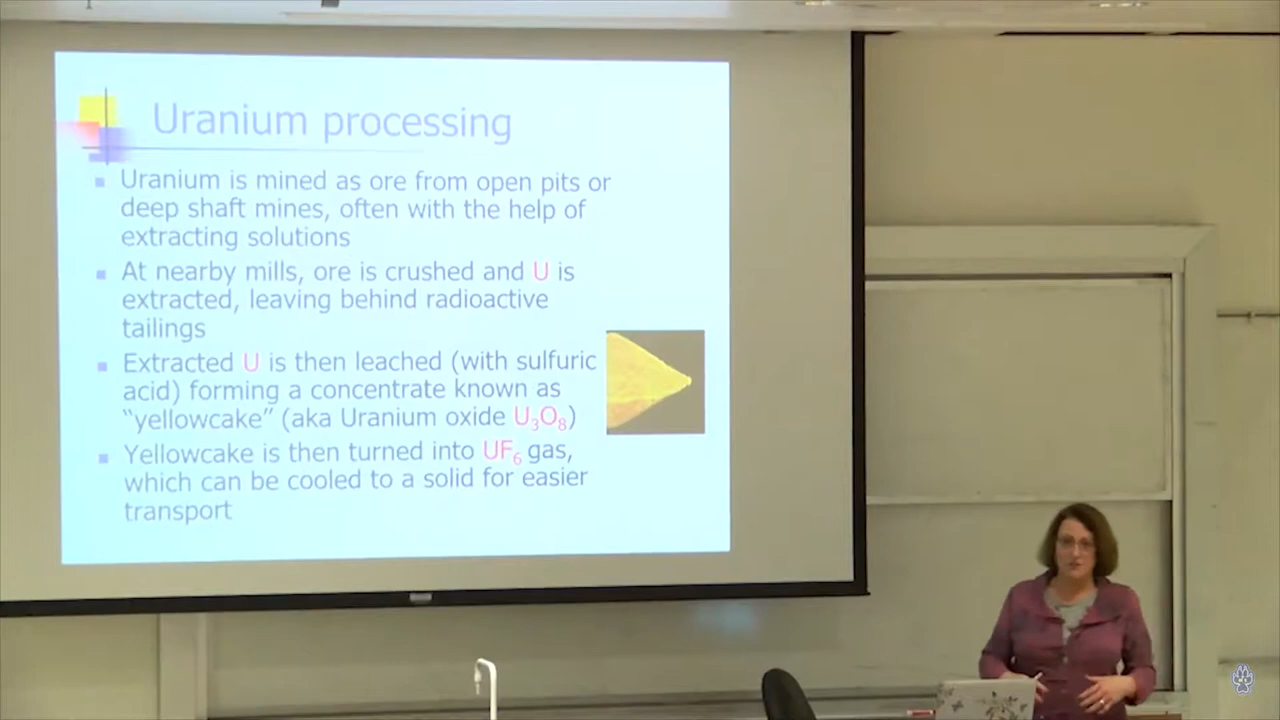 Uranium processing
Uranium is mined as ore from open pits or
deep shaft mines, often with the help of
extracting solutions
At nearby mills, ore is crushed and U is
extracted, leaving behind radioactive
tailings
Extracted U is then leached (with sulfuric
acid) forming a concentrate known as
“yellowcake” (aka Uranium oxide U₃O₈)
Yellowcake is then turned into UF₆ gas,
which can be cooled to a solid for easier
transport